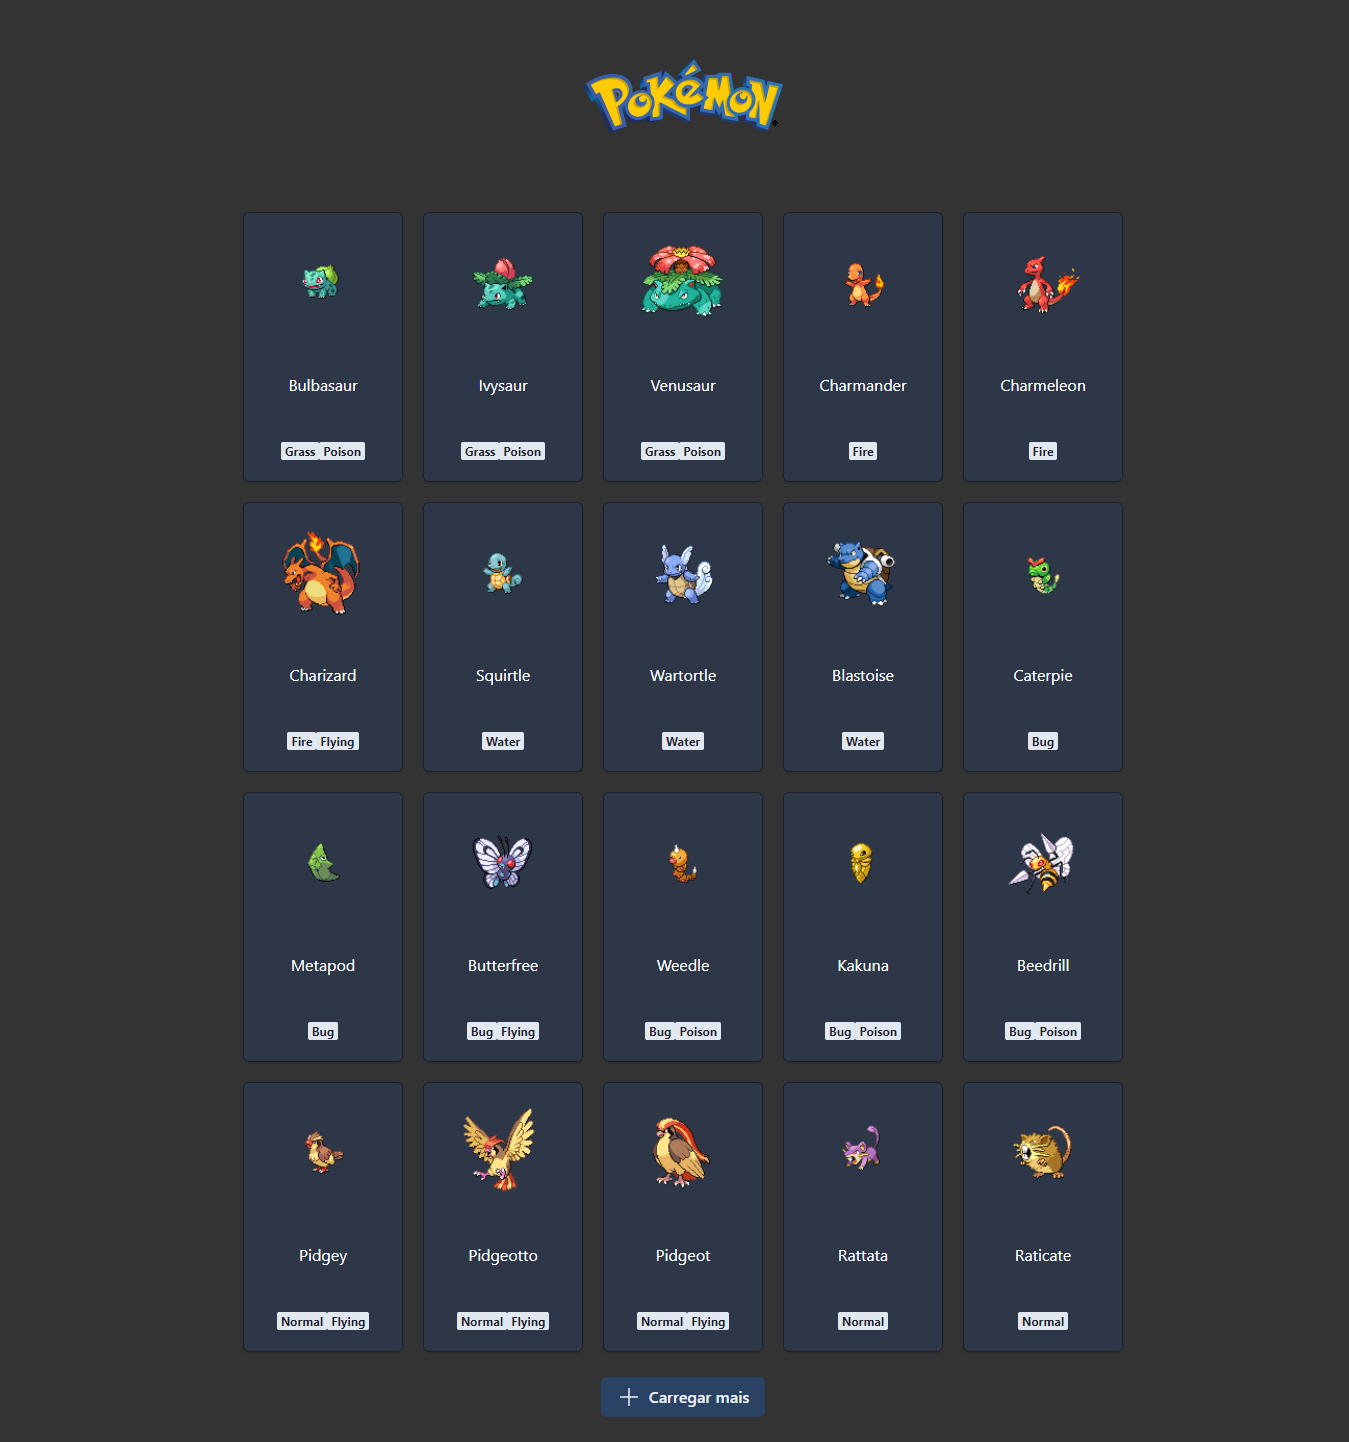 POKéMON
Bulbasaur
Grass Poison
Ivysaur
Grass Poison
Venusaur
Grass Poison
Charmander
Fire
Charmeleon
Fire
Charizard
Fire Flying
Squirtle
Water
Wartortle
Water
Blastoise
Water
Caterpie
Bug
Metapod
Bug
Butterfree
Bug Flying
Weedle
Bug Poison
Kakuna
Bug Poison
Beedrill
Bug Poison
Pidgey
Normal Flying
Pidgeotto
Normal Flying
Pidgeot
Normal Flying
Rattata
Normal
Raticate
Normal
Carregar mais